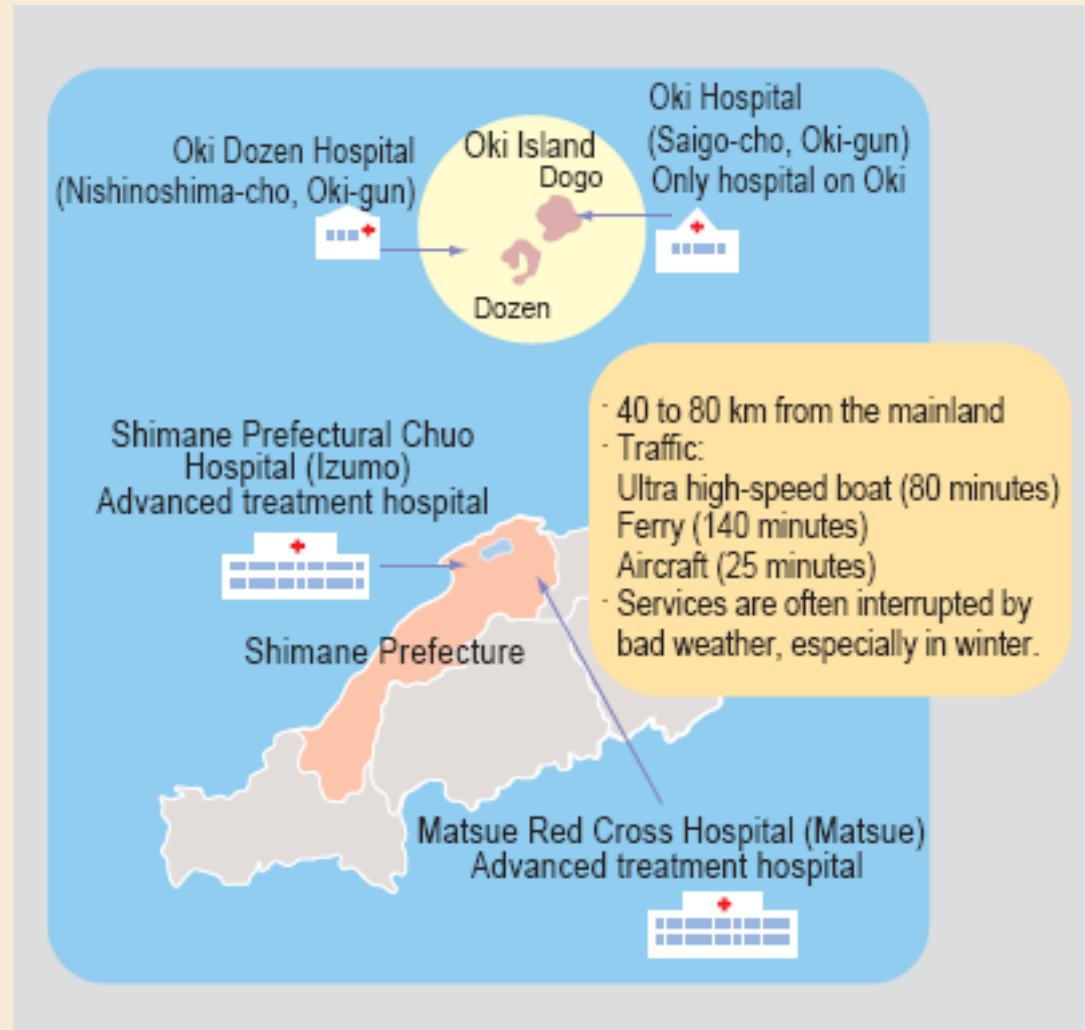 Oki Dozen Hospital
(Nishinoshima-cho, Oki-gun)
Oki Island
Dogo
Dozen
Oki Hospital
(Saigo-cho, Oki-gun)
Only hospital on Oki
· 40 to 80 km from the mainland
· Traffic:
Ultra high-speed boat (80 minutes)
Ferry (140 minutes)
Aircraft (25 minutes)
· Services are often interrupted by
bad weather, especially in winter.
Shimane Prefectural Chuo
Hospital (Izumo)
Advanced treatment hospital
Shimane Prefecture
Matsue Red Cross Hospital (Matsue)
Advanced treatment hospital